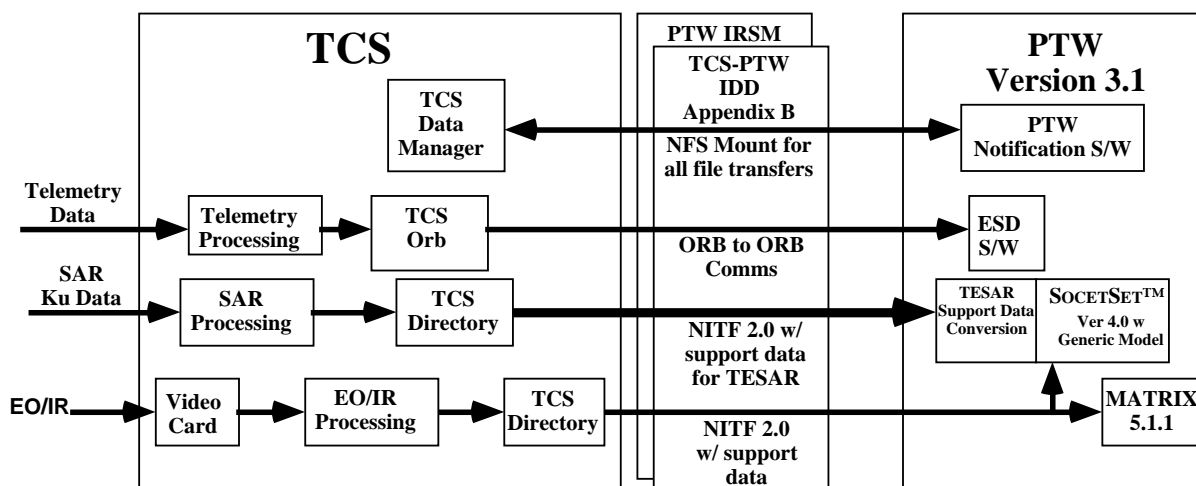 TCS
PTW IRSM
TCS-PTW
IDD
Appendix B
PTW
Version 3.1
TCS
Data
Manager
NFS Mount for
all file transfers
PTW
Notification S/W
Telemetry
Data
Telemetry
Processing
TCS
Orb
ORB to ORB
Comms
ESD
S/W
SAR
Ku Data
SAR
Processing
TCS
Directory
NITF 2.0 w/
support data
for TESAR
TESAR
Support Data
Conversion
SOCETSET™
Ver 4.0 w
Generic Model
EO/IR
Video
Card
EO/IR
Processing
TCS
Directory
NITF 2.0
w/ support
data
MATRIX
5.1.1